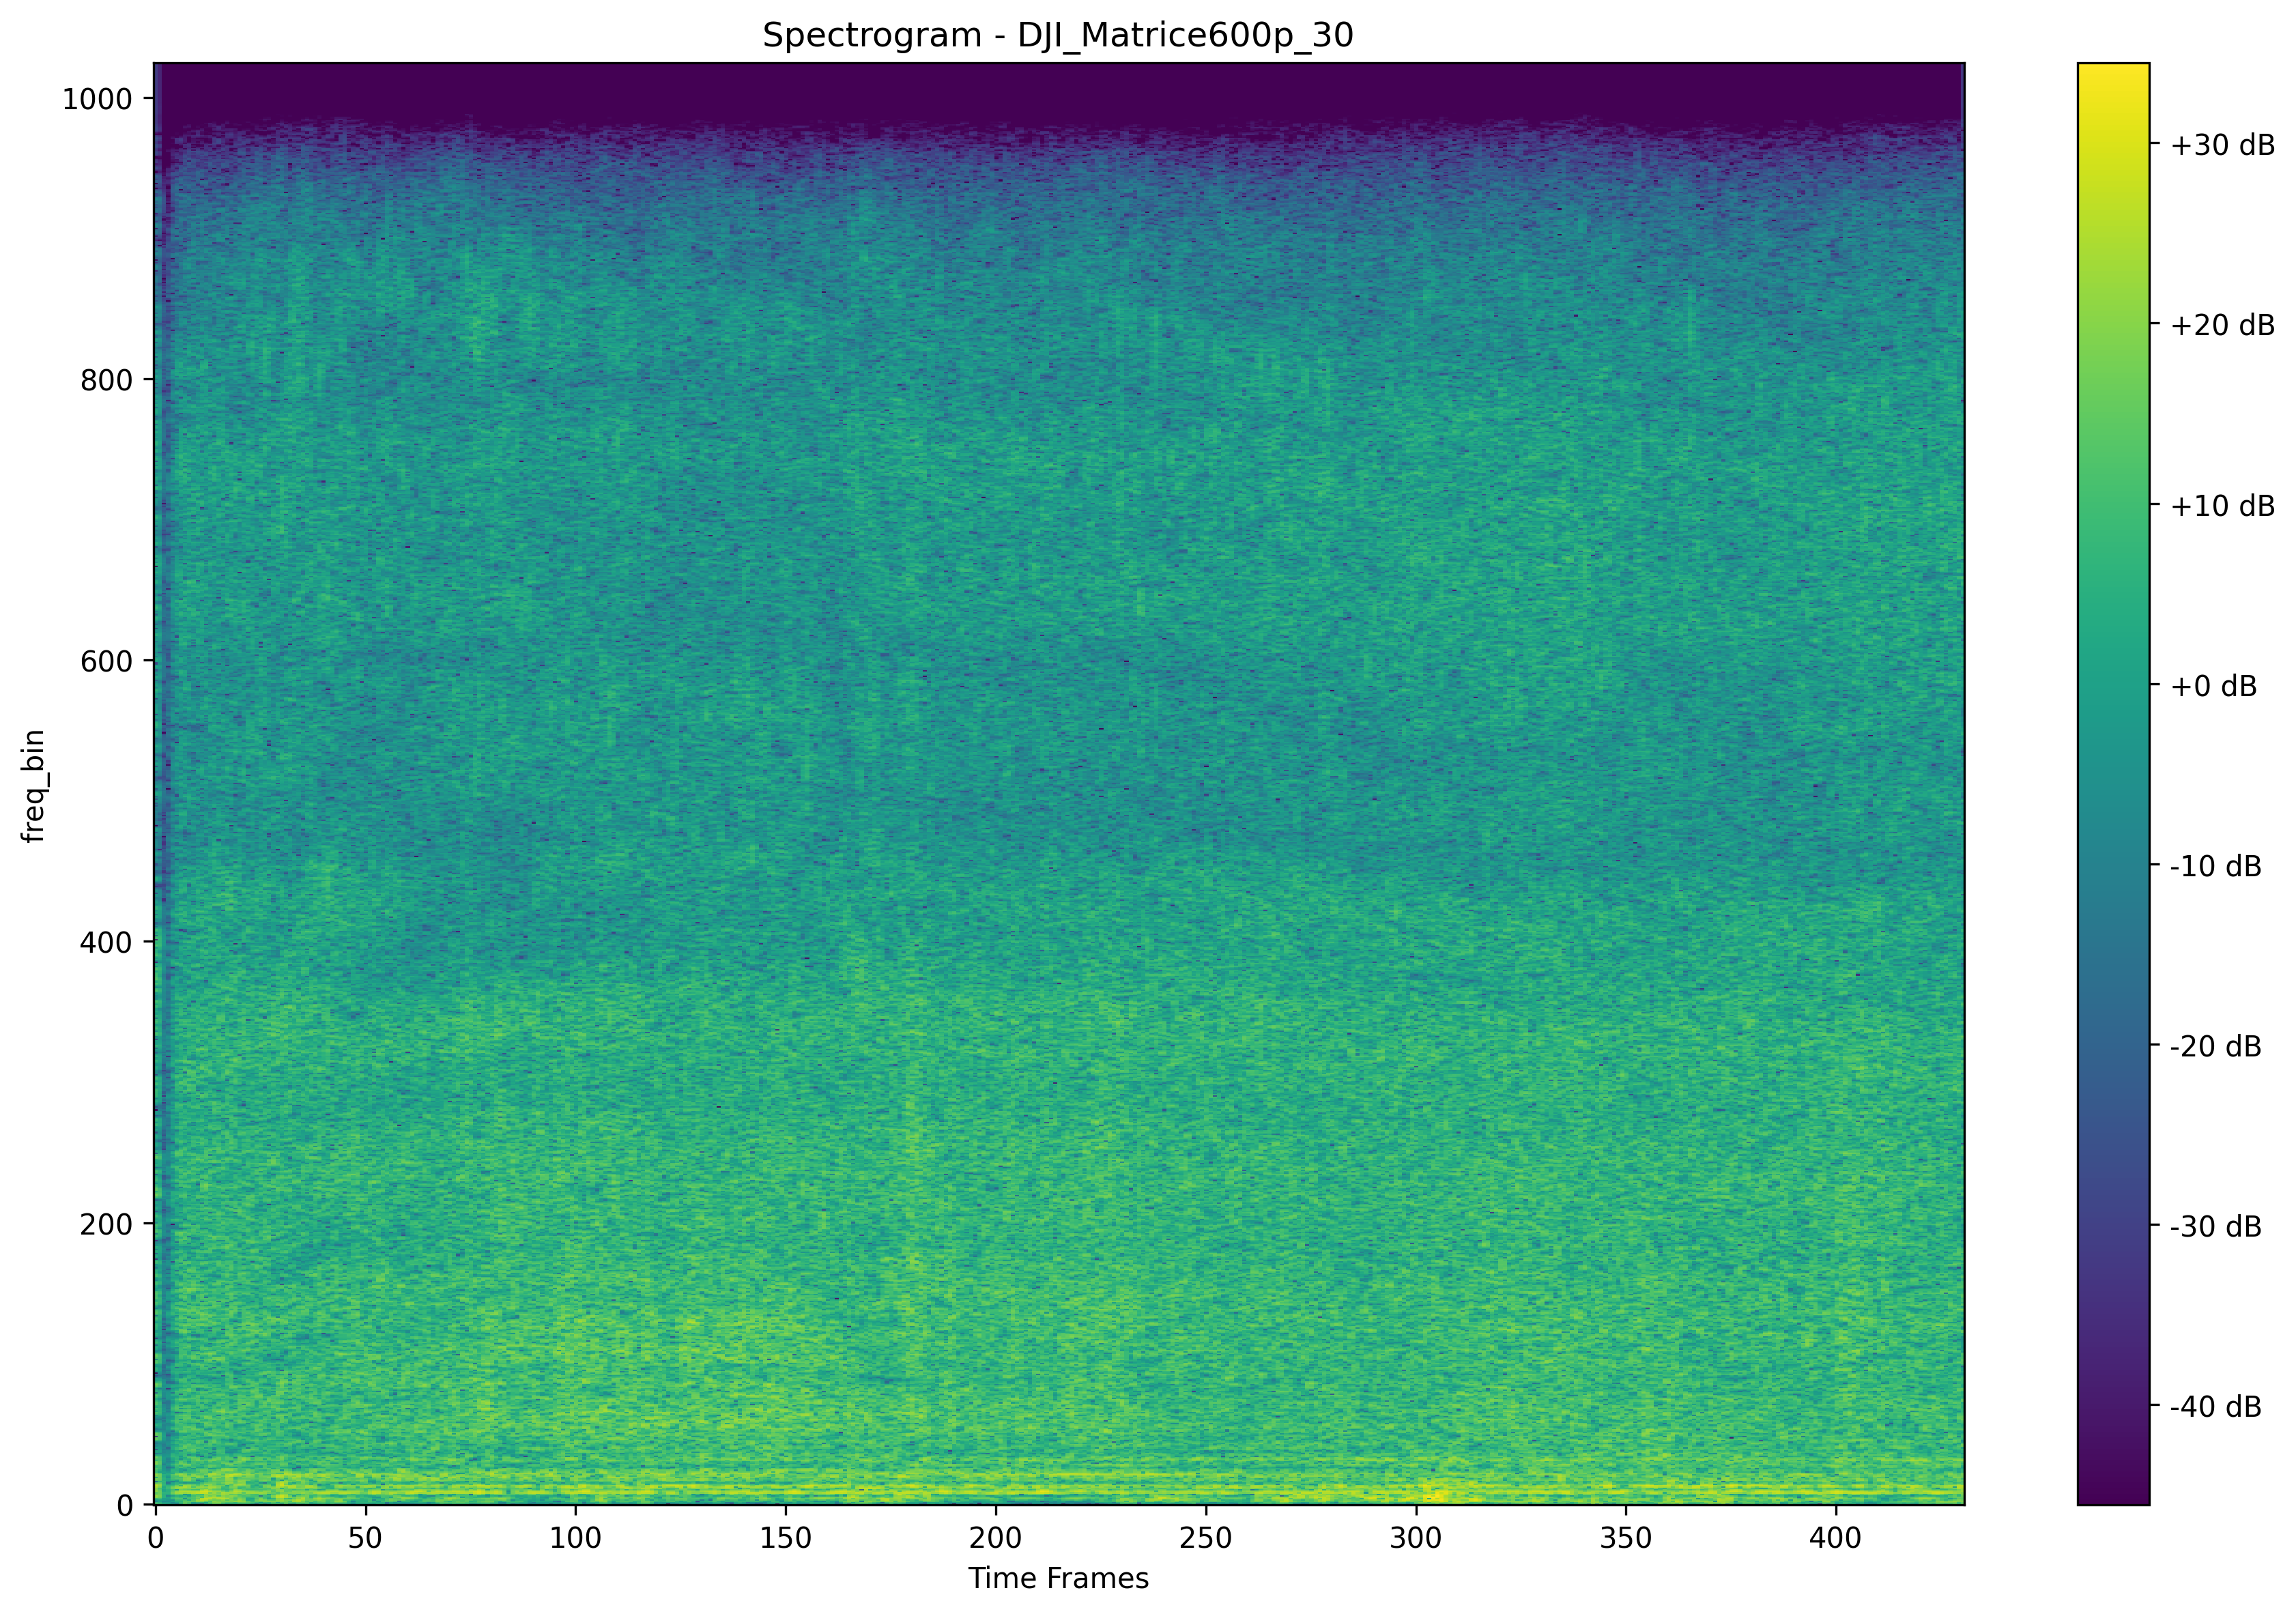 Spectrogram - DJI_Matrice600p_30
freq_bin
1000
800
600
400
200
0
0 50 100 150 200 250 300 350 400
Time Frames
+30 dB
+20 dB
+10 dB
+0 dB
-10 dB
-20 dB
-30 dB
-40 dB